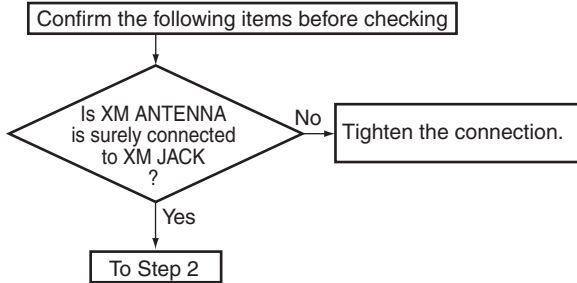 Confirm the following items before checking
Is XM ANTENNA
is surely connected
to XM JACK
?
No
Tighten the connection.
Yes
To Step 2